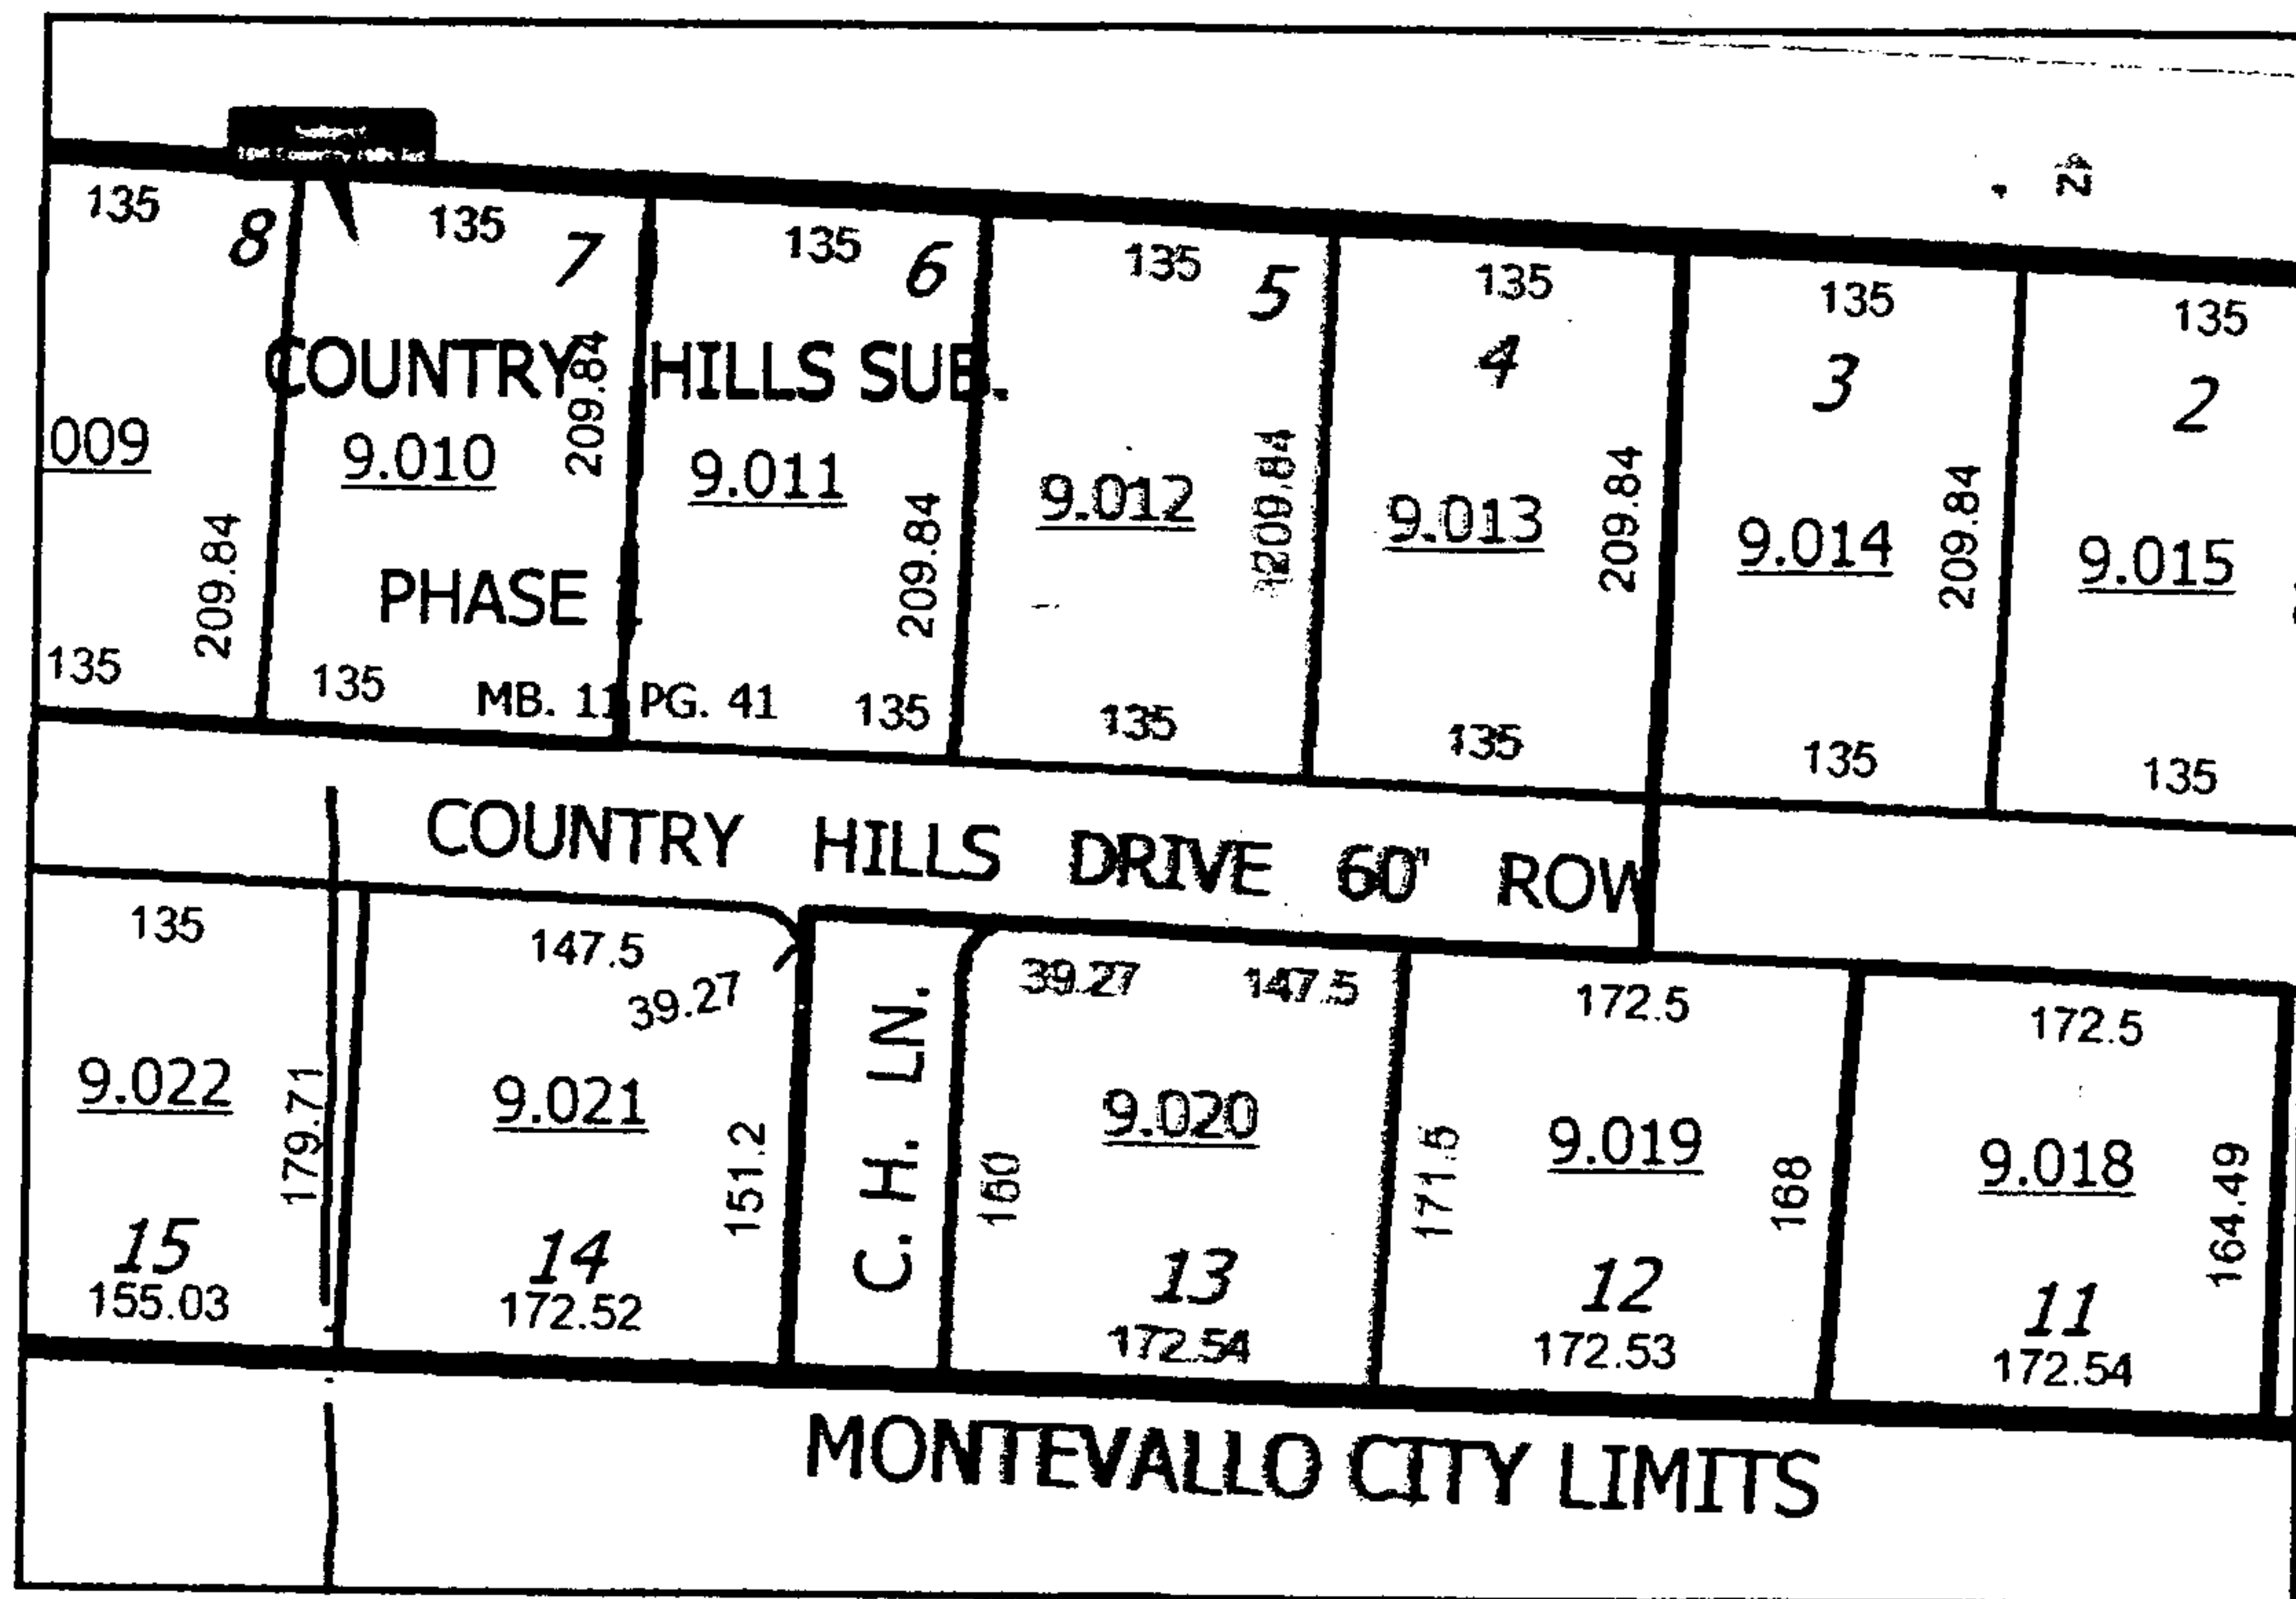 29
135 135 135 135 135 135 135
8 7 6 5 4 3 2
COUNTRY HILLS SUB.
009 9.010 9.011 9.012 9.013 9.014 9.015
209.84 209.84 209.84 209.84 209.84 209.84
PHASE 1
135 135 135 135 135 135 135
MB. 11 PG. 41
COUNTRY HILLS DRIVE 60' ROW
135 147.5 39.27 39.27 147.5 172.5 172.5
9.022 9.021 9.020 9.019 9.018
179.71 151.2 C. H. LN. 160 171.5 168 164.49
15 14 13 12 11
155.03 172.52 172.54 172.53 172.54
MONTEVALLO CITY LIMITS